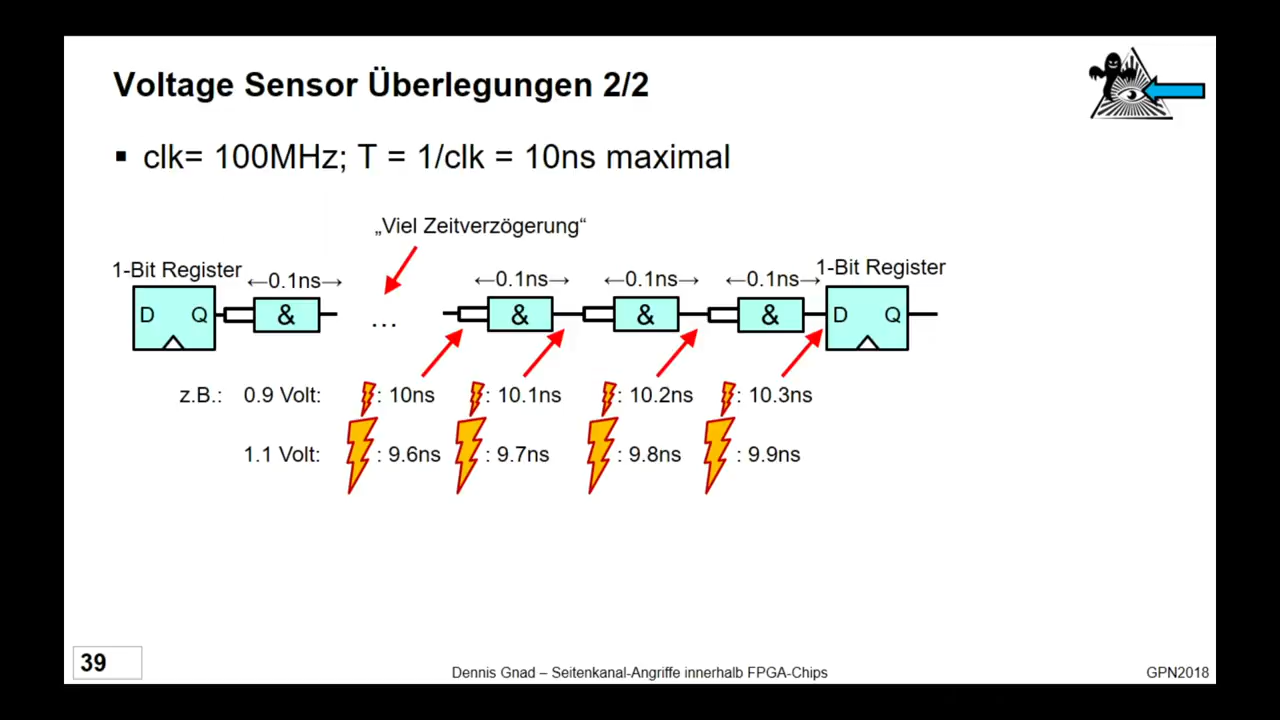 Voltage Sensor Überlegungen 2/2
▪ clk= 100MHz; T = 1/clk = 10ns maximal
„Viel Zeitverzögerung“
1-Bit Register ←0.1ns→ ←0.1ns→ ←0.1ns→ ←0.1ns→ 1-Bit Register
D Q & … & & & D Q
z.B.: 0.9 Volt: : 10ns : 10.1ns : 10.2ns : 10.3ns
1.1 Volt: : 9.6ns : 9.7ns : 9.8ns : 9.9ns
39
Dennis Gnad – Seitenkanal-Angriffe innerhalb FPGA-Chips
GPN2018